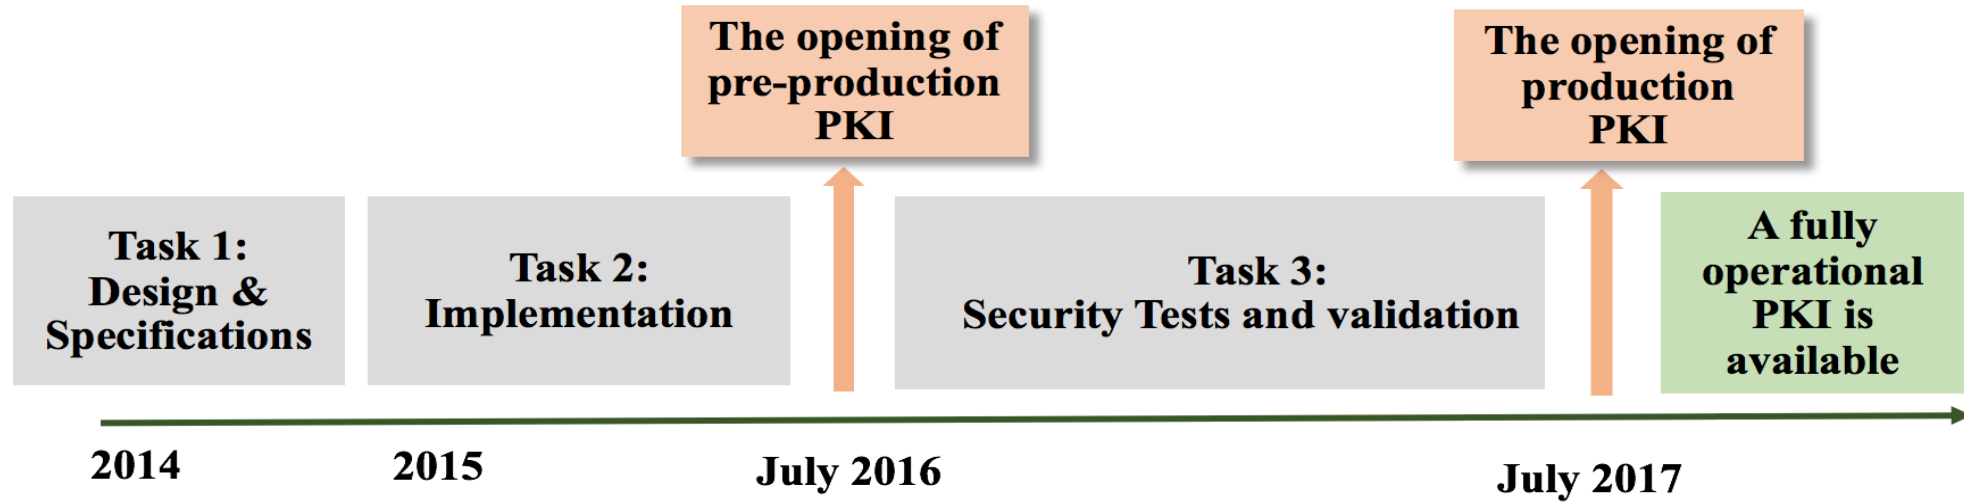 The opening of
pre-production
PKI
The opening of
production
PKI
Task 1:
Design &
Specifications
Task 2:
Implementation
Task 3:
Security Tests and validation
A fully
operational
PKI is
available
2014
2015
July 2016
July 2017